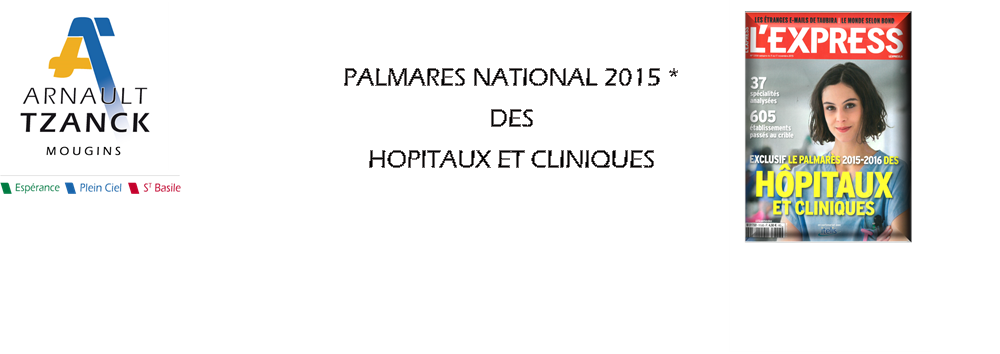 ARNAULT
TZANCK
MOUGINS
Espérance Plein Ciel ST Basile
PALMARES NATIONAL 2015 *
DES
HOPITAUX ET CLINIQUES
LES ÉTRANGES E-MAILS DE TAUBIRA LE MONDE SELON BOND
L'EXPRESS
37
spécialités
analysées
605
établissements
passés au crible
EXCLUSIF LE PALMARÈS 2015-2016 DES
HÔPITAUX
ET CLINIQUES